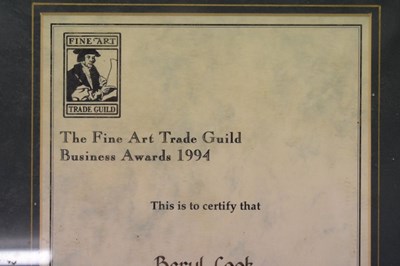 FINE ART
TRADE GUILD
The Fine Art Trade Guild
Business Awards 1994
This is to certify that
Beryl Cook